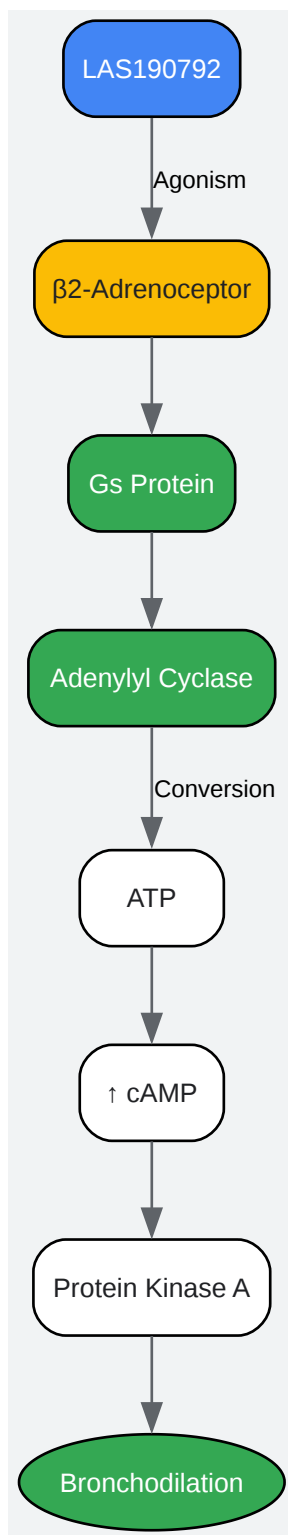 LAS190792
Agonism
β2-Adrenoceptor
Gs Protein
Adenylyl Cyclase
Conversion
ATP
↑ cAMP
Protein Kinase A
Bronchodilation